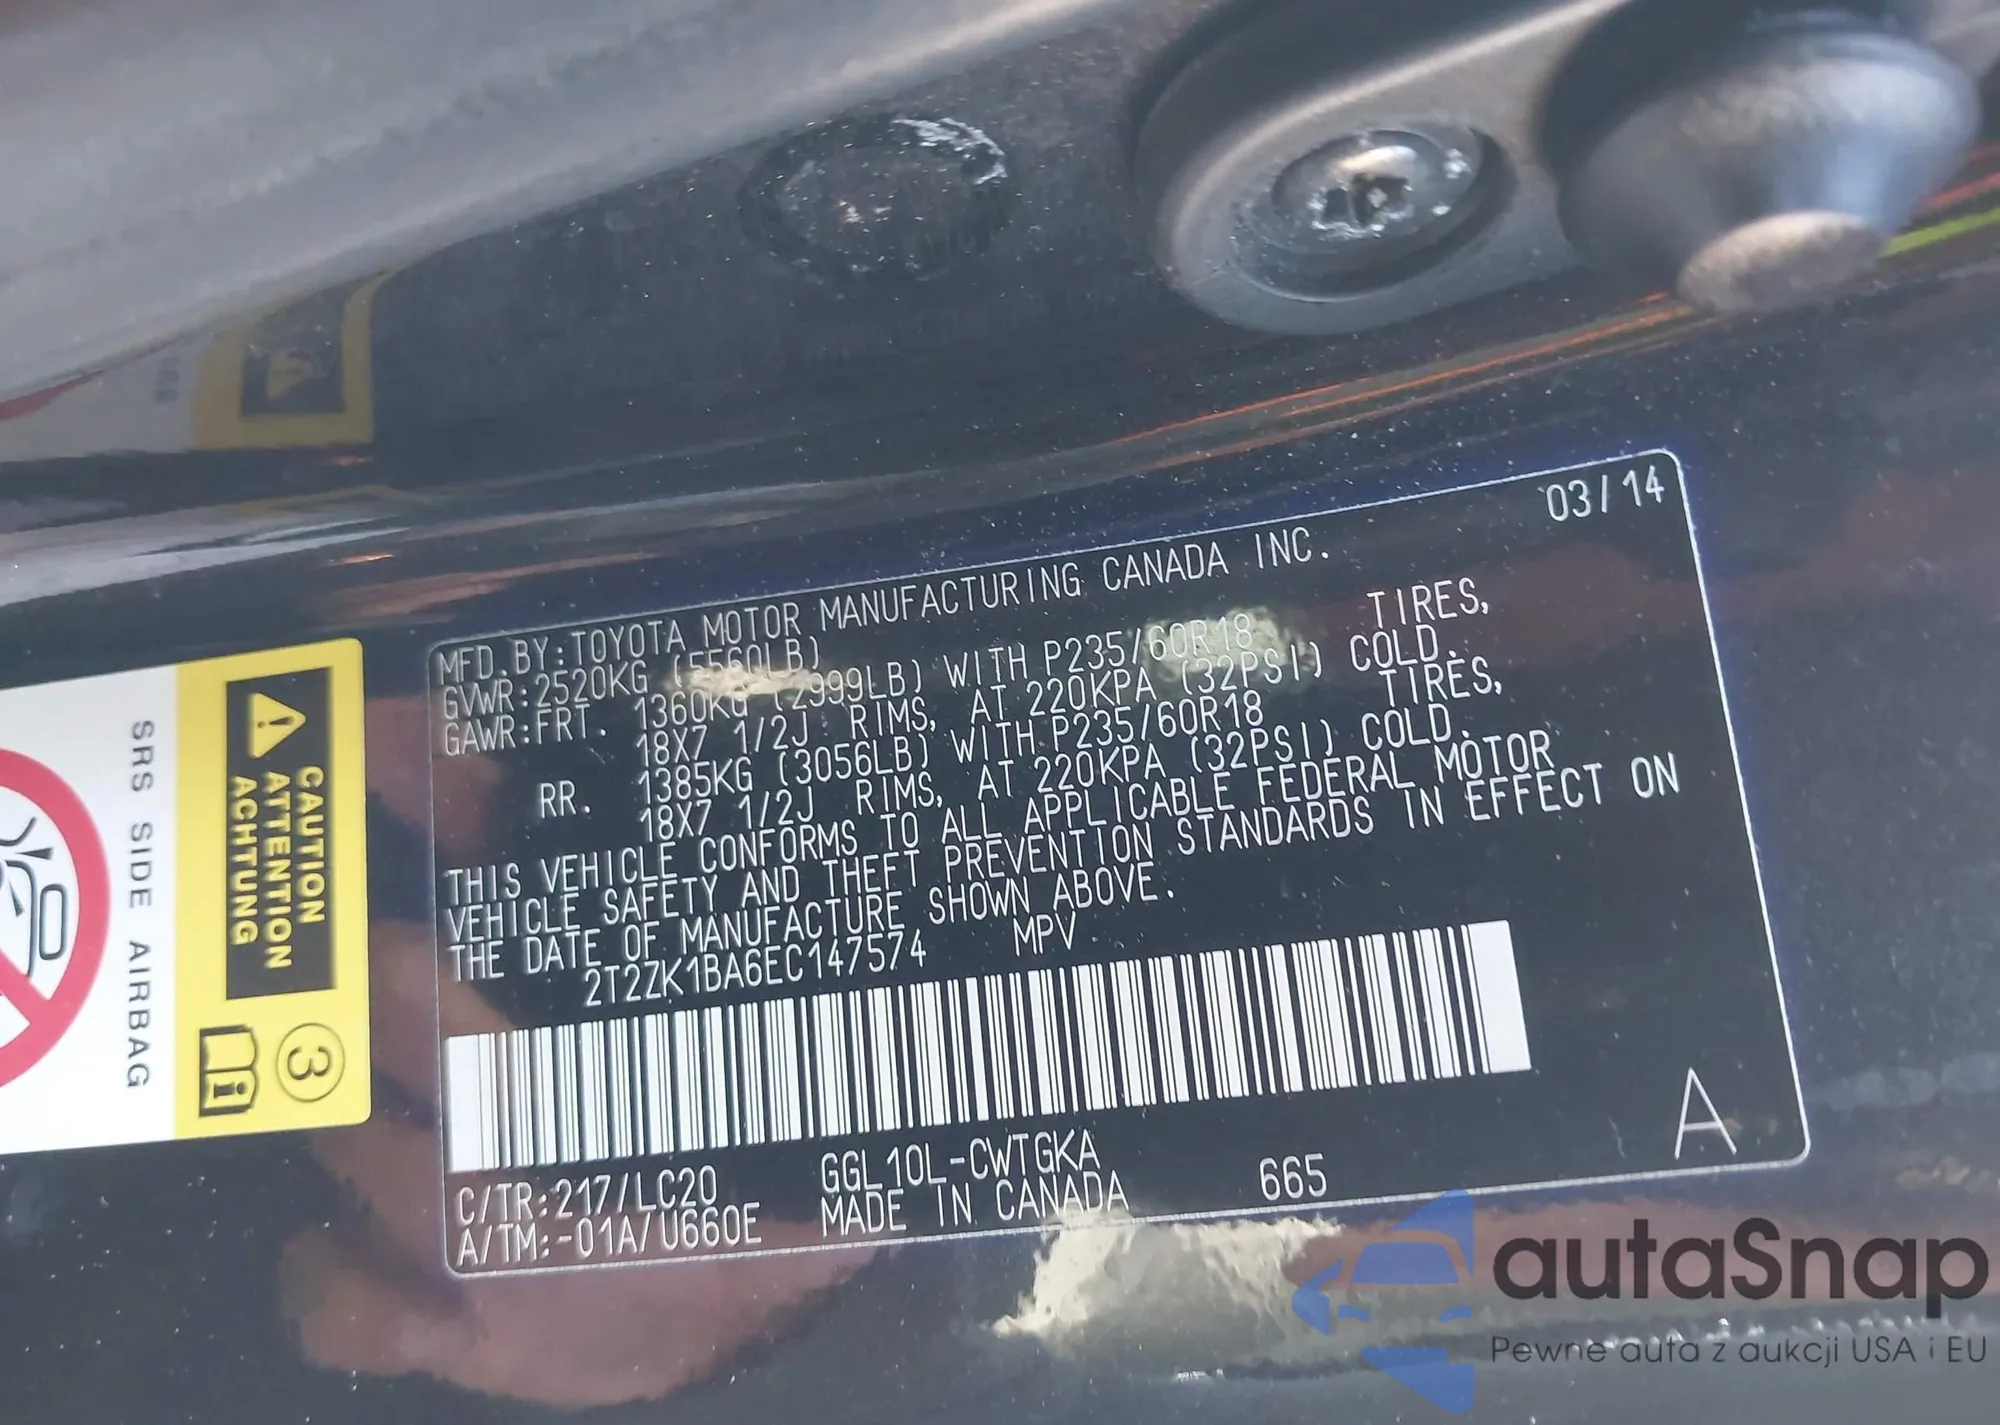 03/14
MFD. BY: TOYOTA MOTOR MANUFACTURING CANADA INC.
GVWR: 2520KG (5560LB)
GAWR: FRT. 1360KG (2999LB) WITH P235/60R18 TIRES,
18X7 1/2J RIMS, AT 220KPA (32PSI) COLD.
RR. 1385KG (3056LB) WITH P235/60R18 TIRES,
18X7 1/2J RIMS, AT 220KPA (32PSI) COLD.
THIS VEHICLE CONFORMS TO ALL APPLICABLE FEDERAL MOTOR
VEHICLE SAFETY AND THEFT PREVENTION STANDARDS IN EFFECT ON
THE DATE OF MANUFACTURE SHOWN ABOVE.
2T2ZK1BA6EC147574 MPV
C/TR: 217/LC20 GGL10L-CWTGKA
A/TM: -01A/U660E MADE IN CANADA 665
A
CAUTION
ATTENTION
ACHTUNG
3
i
SRS SIDE AIRBAG
autaSnap
Pewne auta z aukcji USA i EU